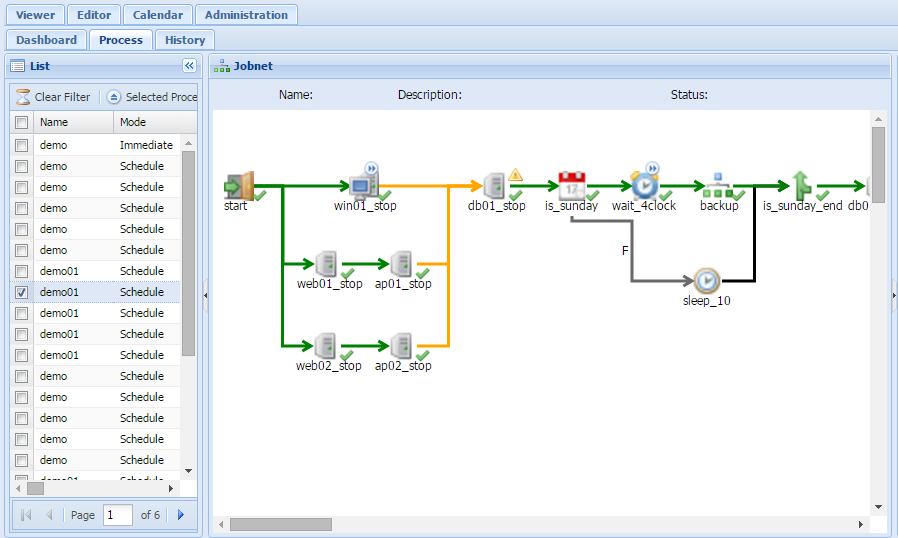 Viewer Editor Calendar Administration
Dashboard Process History
List
Jobnet
Clear Filter Selected Proce
Name: Description: Status:
Name Mode
demo Immediate
demo Schedule
demo Schedule
demo Schedule
demo Schedule
demo Schedule
demo01 Schedule
demo01 Schedule
demo01 Schedule
demo01 Schedule
demo01 Schedule
demo Schedule
demo Schedule
demo Schedule
demo Schedule
demo Schedule
demo01 Schedule
Page 1 of 6
start win01_stop db01_stop is_sunday wait_4clock backup is_sunday_end db0
17
F
web01_stop ap01_stop
sleep_10
web02_stop ap02_stop